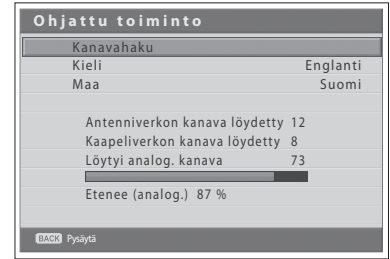 Ohjattu toiminto
Kanavahaku
Kieli Englanti
Maa Suomi
Antenniverkon kanava löydetty 12
Kaapeliverkon kanava löydetty 8
Löytyi analog. kanava 73
Etenee (analog.) 87 %
BACK Pysäytä